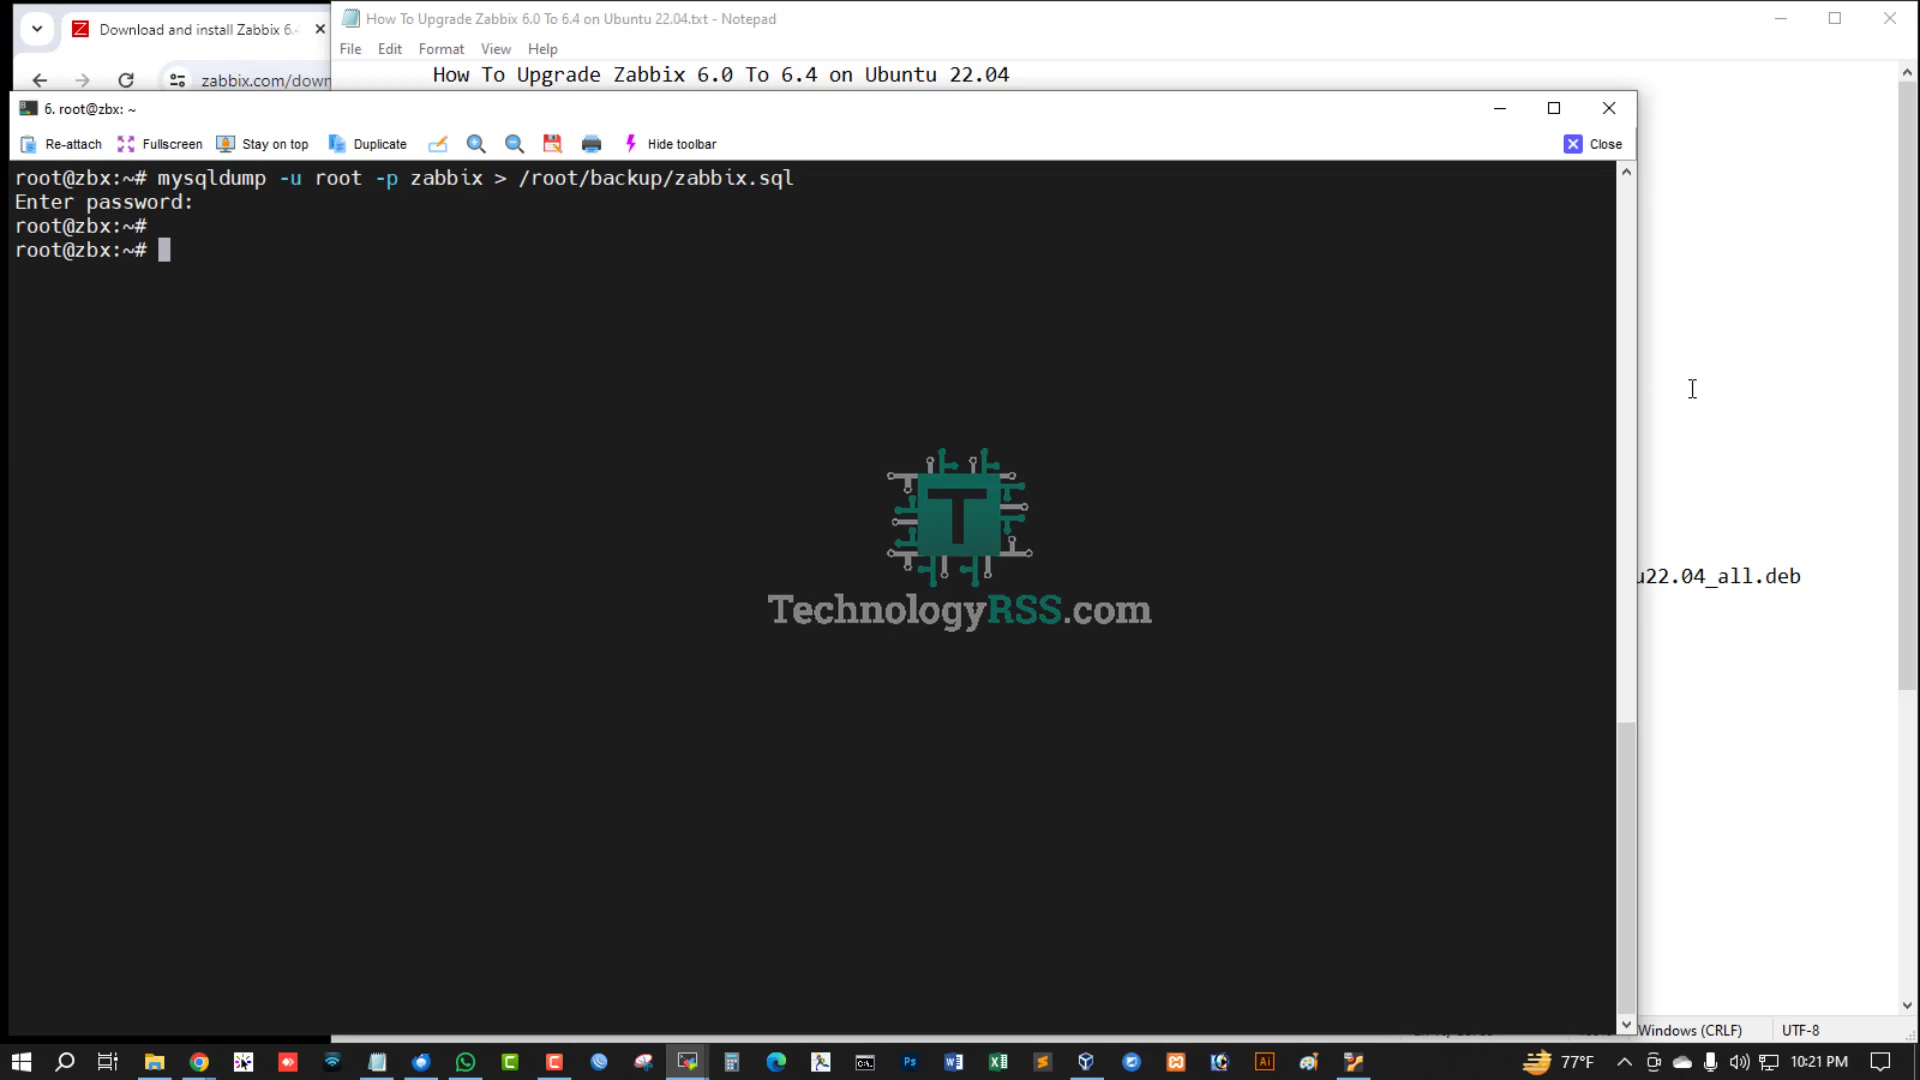 Download and install Zabbix 6.4
How To Upgrade Zabbix 6.0 To 6.4 on Ubuntu 22.04.txt - Notepad
File Edit Format View Help
zabbix.com/down
How To Upgrade Zabbix 6.0 To 6.4 on Ubuntu 22.04
6. root@zbx: ~
Re-attach Fullscreen Stay on top Duplicate Hide toolbar Close
root@zbx:~# mysqldump -u root -p zabbix > /root/backup/zabbix.sql
Enter password:
root@zbx:~#
root@zbx:~#
T
TechnologyRSS.com
u22.04_all.deb
Windows (CRLF) UTF-8
77°F 10:21 PM